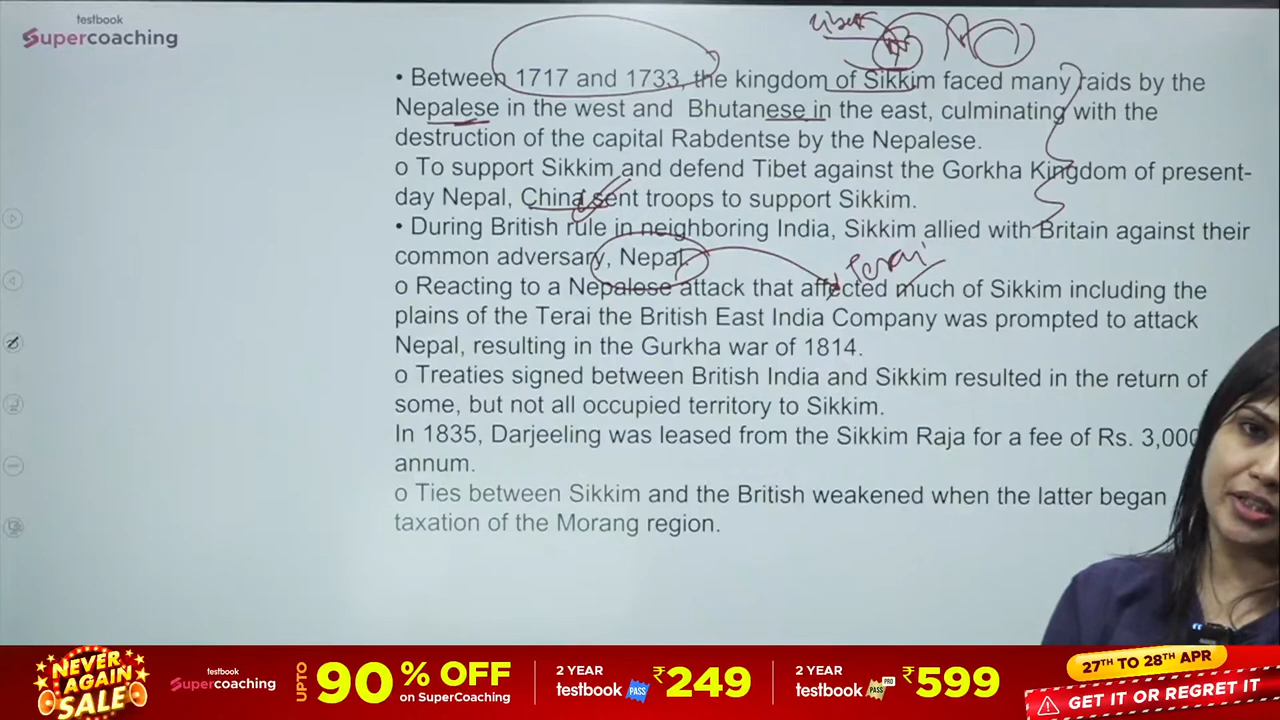 testbook
Supercoaching
Tibet
• Between 1717 and 1733, the kingdom of Sikkim faced many raids by the
Nepalese in the west and Bhutanese in the east, culminating with the
destruction of the capital Rabdentse by the Nepalese.
o To support Sikkim and defend Tibet against the Gorkha Kingdom of present-
day Nepal, China sent troops to support Sikkim.
• During British rule in neighboring India, Sikkim allied with Britain against their
common adversary, Nepal.
Terai
o Reacting to a Nepalese attack that affected much of Sikkim including the
plains of the Terai the British East India Company was prompted to attack
Nepal, resulting in the Gurkha war of 1814.
o Treaties signed between British India and Sikkim resulted in the return of
some, but not all occupied territory to Sikkim.
In 1835, Darjeeling was leased from the Sikkim Raja for a fee of Rs. 3,000
annum.
o Ties between Sikkim and the British weakened when the latter began
taxation of the Morang region.
NEVER AGAIN SALE
testbook
Supercoaching
UPTO 90% OFF
on SuperCoaching
2 YEAR
testbook PASS ₹249
2 YEAR
testbook PASS PRO ₹599
27TH TO 28TH APR
GET IT OR REGRET IT